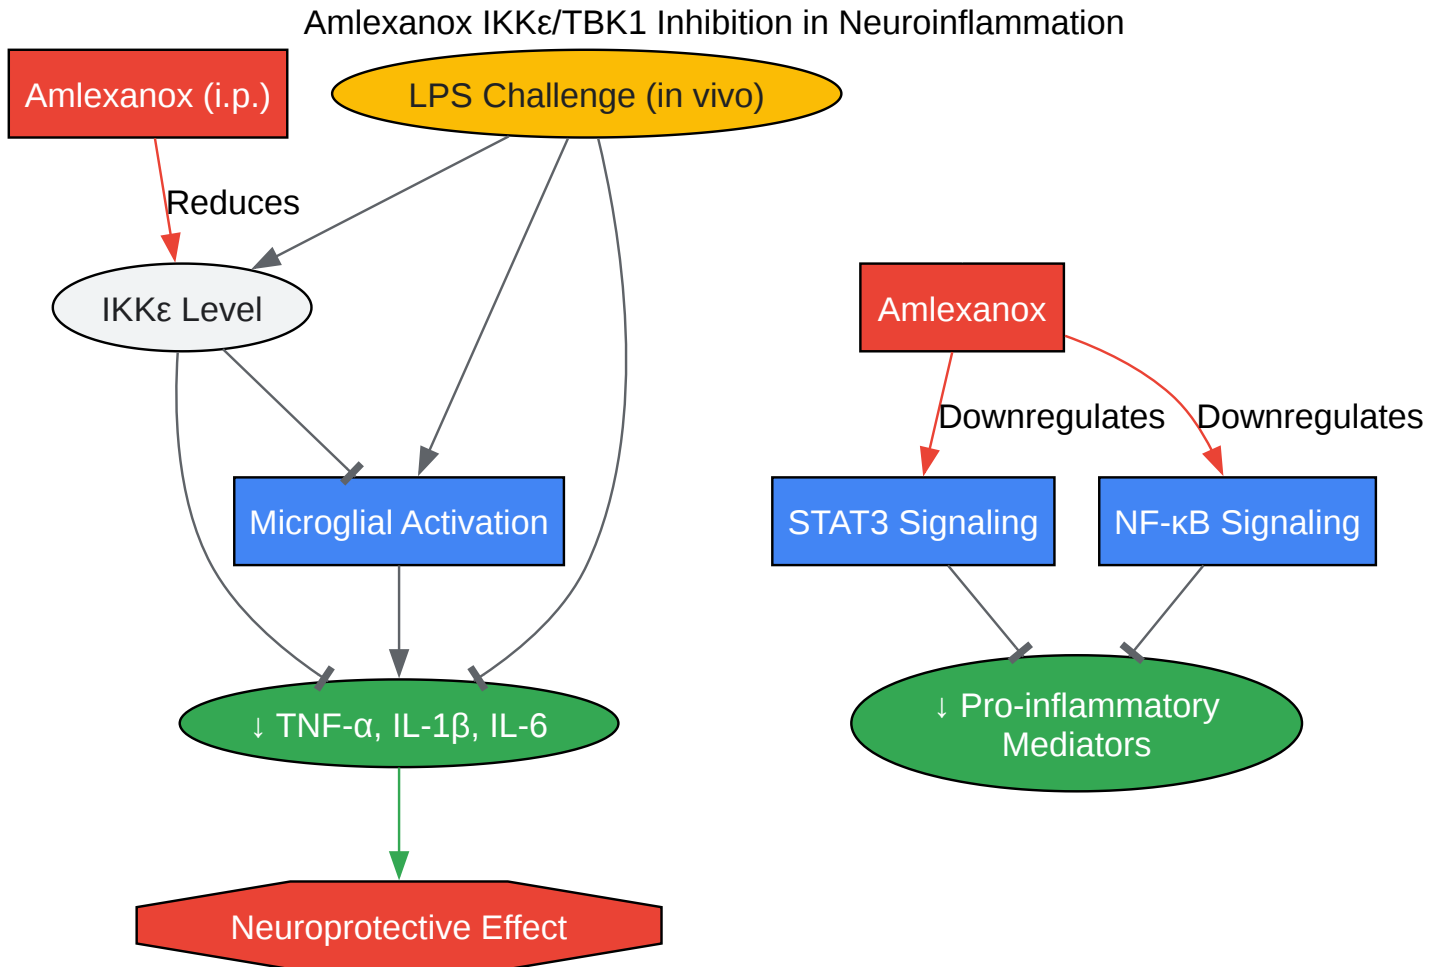 Amlexanox IKKε/TBK1 Inhibition in Neuroinflammation
Amlexanox (i.p.)
LPS Challenge (in vivo)
Reduces
IKKε Level
Amlexanox
Downregulates
Downregulates
Microglial Activation
STAT3 Signaling
NF-κB Signaling
↓ TNF-α, IL-1β, IL-6
↓ Pro-inflammatory
Mediators
Neuroprotective Effect